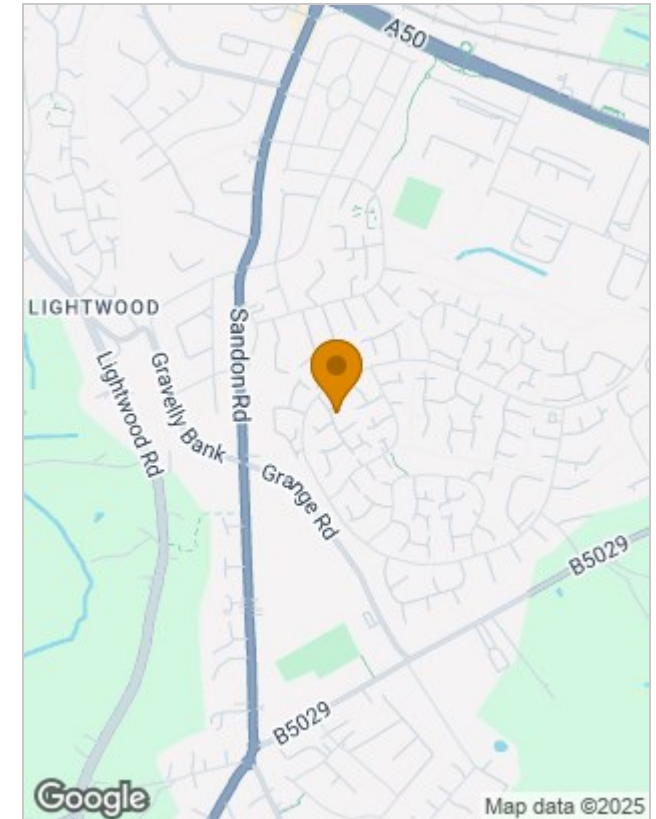 A50
LIGHTWOOD
Sandon Rd
Lightwood Rd
Gravelly Bank
Grange Rd
B5029
B5029
Google
Map data ©2025